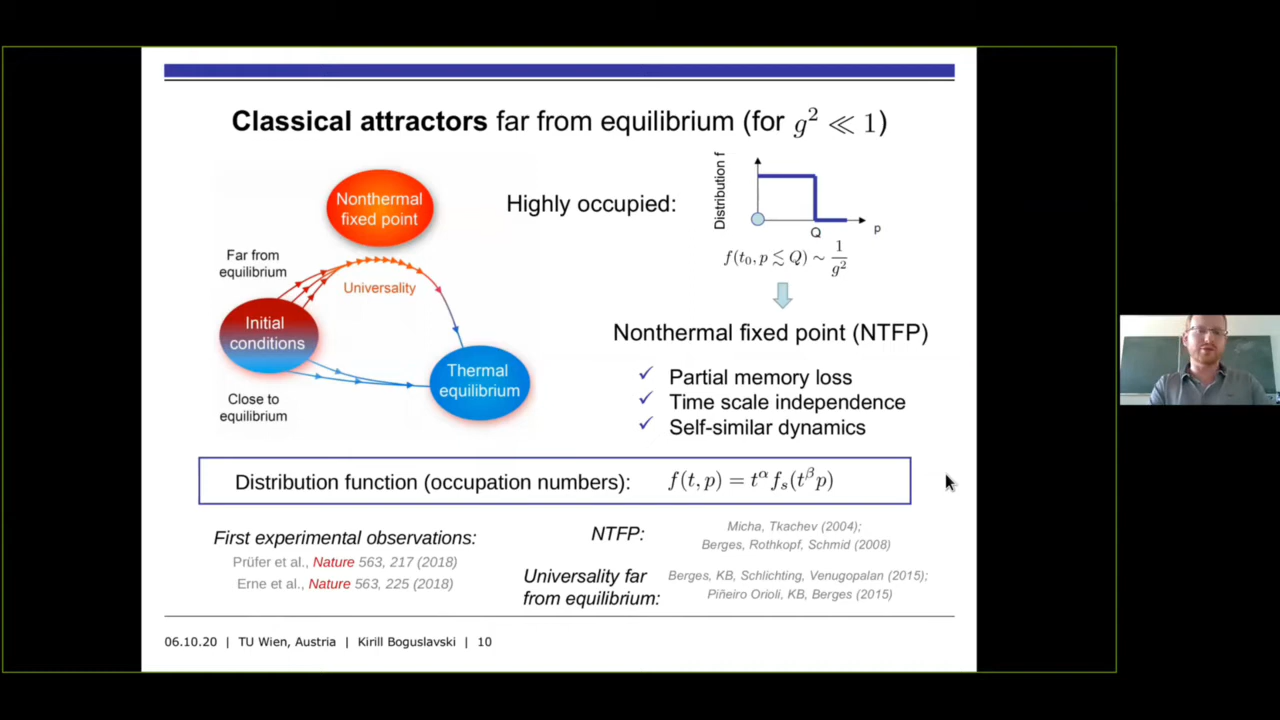 Classical attractors far from equilibrium (for g² ≪ 1)
Nonthermal
fixed point
Far from
equilibrium
Universality
Initial
conditions
Close to
equilibrium
Thermal
equilibrium
Highly occupied:
Distribution f
Q
p
f(t₀, p ≲ Q) ~ 1/g²
Nonthermal fixed point (NTFP)
✓ Partial memory loss
✓ Time scale independence
✓ Self-similar dynamics
Distribution function (occupation numbers): f(t, p) = t^α f_s(t^β p)
First experimental observations:
Prüfer et al., Nature 563, 217 (2018)
Erne et al., Nature 563, 225 (2018)
NTFP:
Micha, Tkachev (2004);
Berges, Rothkopf, Schmid (2008)
Universality far
from equilibrium:
Berges, KB, Schlichting, Venugopalan (2015);
Piñeiro Orioli, KB, Berges (2015)
06.10.20 | TU Wien, Austria | Kirill Boguslavski | 10